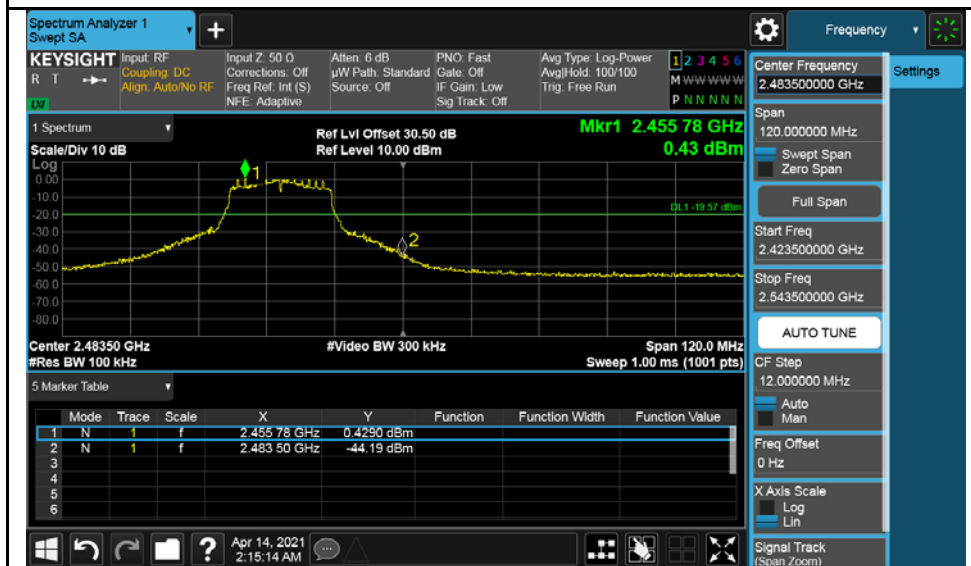 Spectrum Analyzer 1
Swept SA
+
Frequency
KEYSIGHT
R T
LXI
Input: RF
Coupling: DC
Align: Auto/No RF
Input Z: 50 Ω
Corrections: Off
Freq Ref: Int (S)
NFE: Adaptive
Atten: 6 dB
µW Path: Standard
Source: Off
PNO: Fast
Gate: Off
IF Gain: Low
Sig Track: Off
Avg Type: Log-Power
Avg|Hold: 100/100
Trig: Free Run
1 2 3 4 5 6
M W W W W W
P N N N N N
Center Frequency
2.483500000 GHz
Settings
1 Spectrum
Scale/Div 10 dB
Ref Lvl Offset 30.50 dB
Ref Level 10.00 dBm
Mkr1 2.455 78 GHz
0.43 dBm
Span
120.000000 MHz
Swept Span
Zero Span
Full Span
Start Freq
2.423500000 GHz
Stop Freq
2.543500000 GHz
AUTO TUNE
CF Step
12.000000 MHz
Auto
Man
Freq Offset
0 Hz
X Axis Scale
Log
Lin
Signal Track
(Span Zoom)
Log
0.00
-10.0
-20.0
-30.0
-40.0
-50.0
-60.0
-70.0
-80.0
1
2
DL1 -19.57 dBm
Center 2.48350 GHz
#Video BW 300 kHz
Span 120.0 MHz
#Res BW 100 kHz
Sweep 1.00 ms (1001 pts)
5 Marker Table
Mode Trace Scale X Y Function Function Width Function Value
1 N 1 f 2.455 78 GHz 0.4290 dBm
2 N 1 f 2.483 50 GHz -44.19 dBm
3
4
5
6
?
Apr 14, 2021
2:15:14 AM